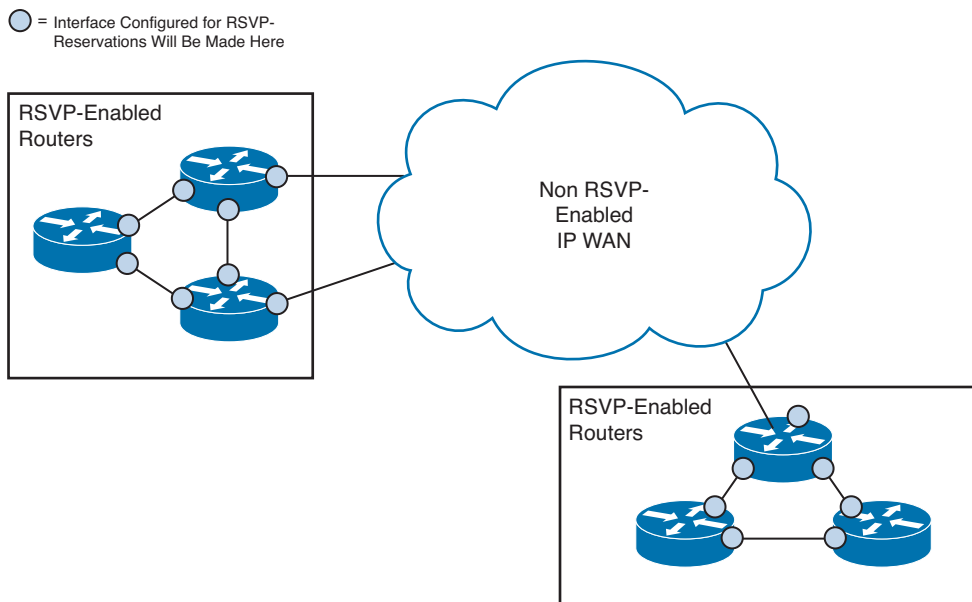 = Interface Configured for RSVP-
Reservations Will Be Made Here
RSVP-Enabled
Routers
Non RSVP-
Enabled
IP WAN
RSVP-Enabled
Routers